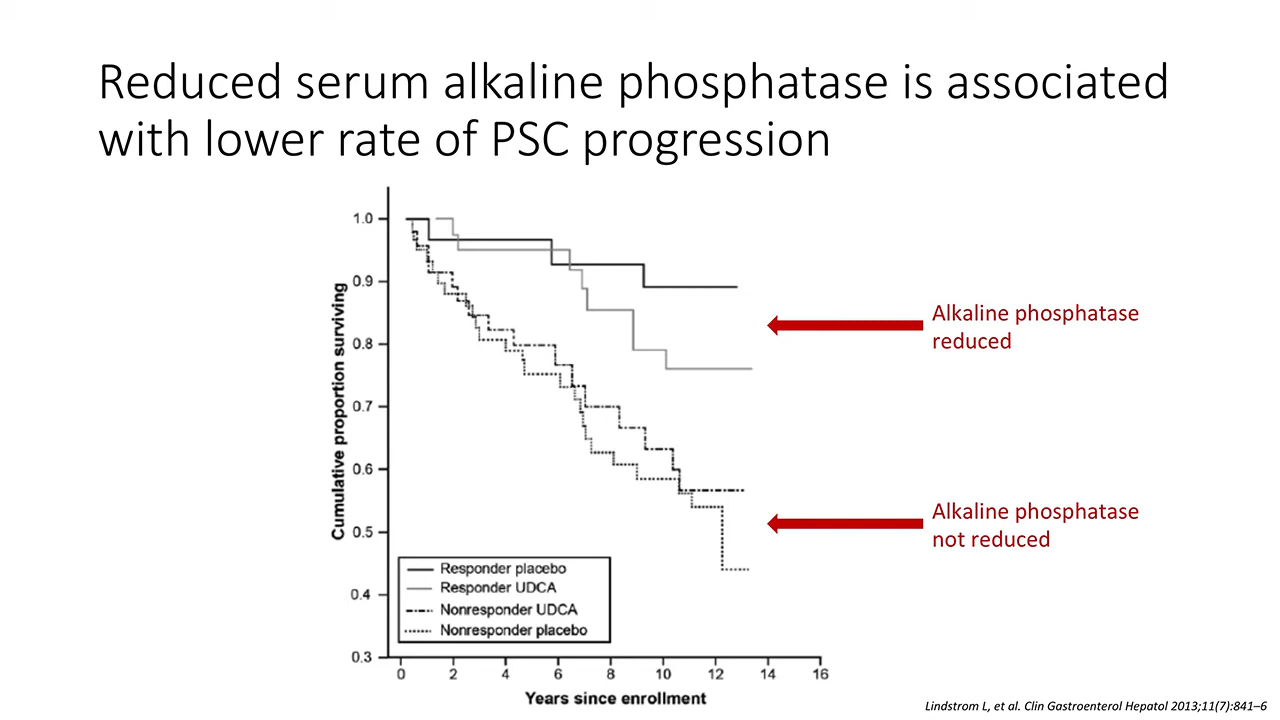 Reduced serum alkaline phosphatase is associated
with lower rate of PSC progression
Cumulative proportion surviving
1.0
0.9
0.8
0.7
0.6
0.5
0.4
0.3
Alkaline phosphatase
reduced
Alkaline phosphatase
not reduced
Responder placebo
Responder UDCA
Nonresponder UDCA
Nonresponder placebo
0 2 4 6 8 10 12 14 16
Years since enrollment
Lindstrom L, et al. Clin Gastroenterol Hepatol 2013;11(7):841–6